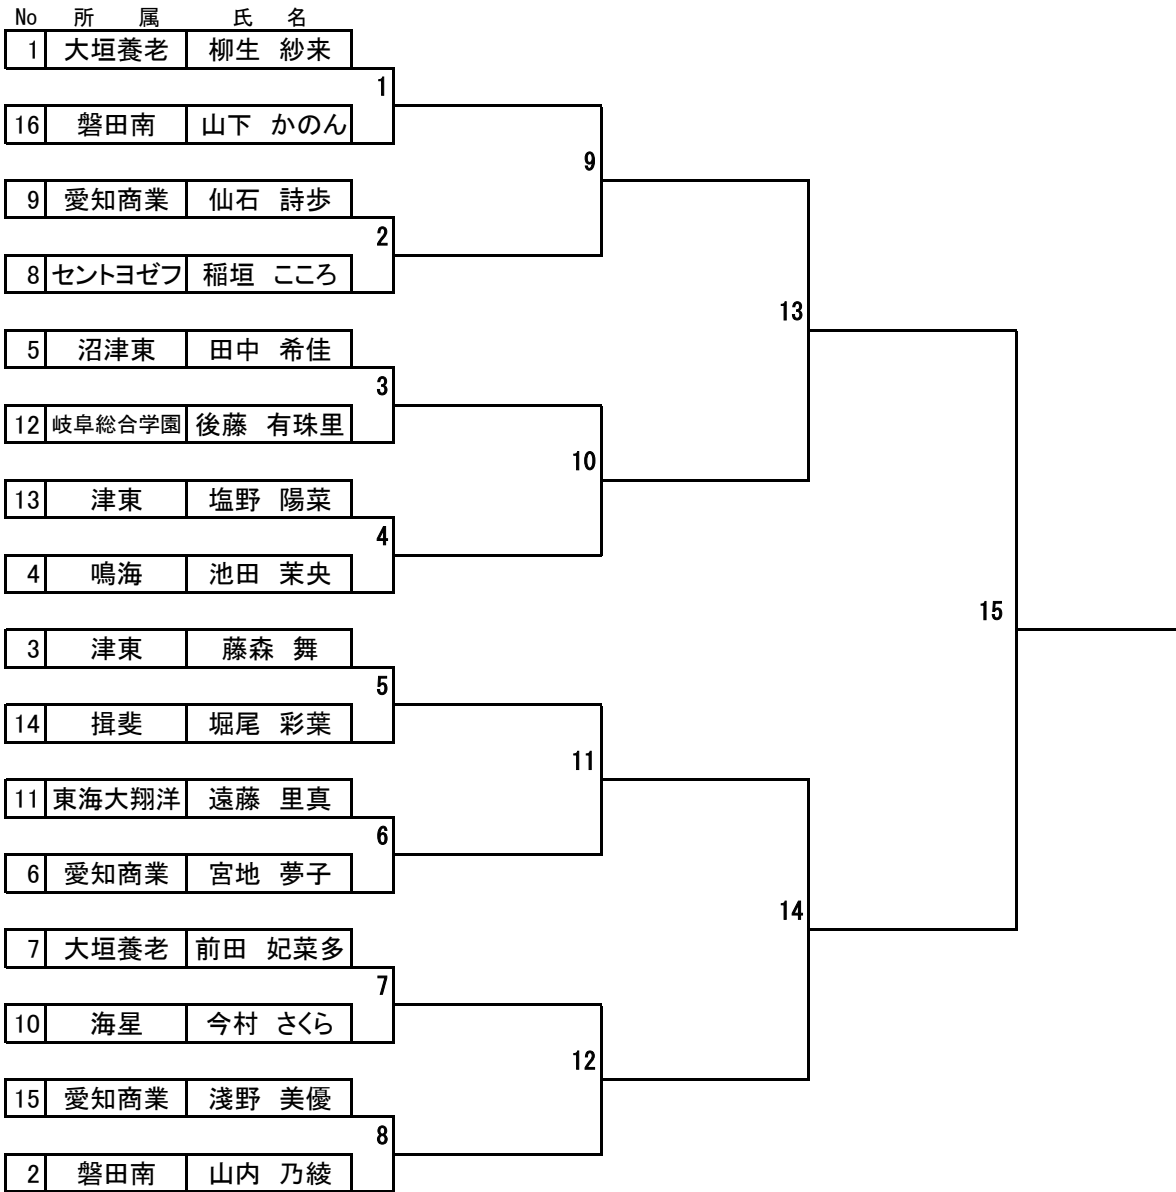 No 所 属 氏 名
1 大垣養老 柳生 紗来
1
16 磐田南 山下 かのん
9
9 愛知商業 仙石 詩歩
2
8 セントヨゼフ 稲垣 こころ
13
5 沼津東 田中 希佳
3
12 岐阜総合学園 後藤 有珠里
10
13 津東 塩野 陽菜
4
4 鳴海 池田 茉央
15
3 津東 藤森 舞
5
14 揖斐 堀尾 彩葉
11
11 東海大翔洋 遠藤 里真
6
6 愛知商業 宮地 夢子
14
7 大垣養老 前田 妃菜多
7
10 海星 今村 さくら
12
15 愛知商業 淺野 美優
8
2 磐田南 山内 乃綾